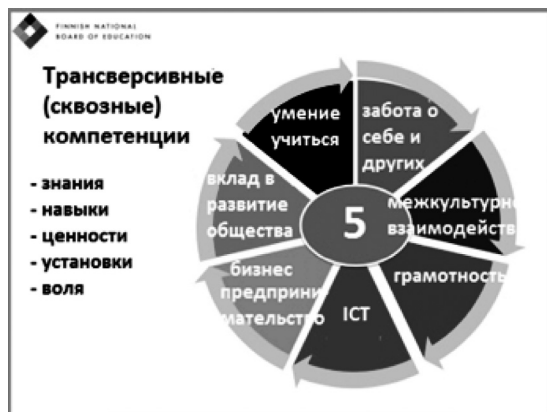 FINNISH NATIONAL
BOARD OF EDUCATION
Трансверсивные
(сквозные)
компетенции
- знания
- навыки
- ценности
- установки
- воля
умение
учиться
забота о
себе и
других
межкультурно
взаимодейств
грамотность
ICT
бизнес
предприни
мательство
вклад в
развитие
общества
5